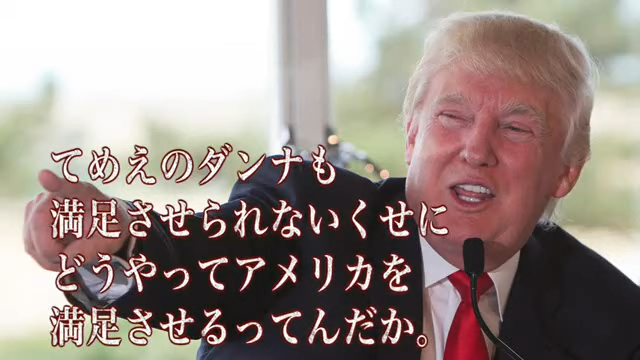 てめえのダンナも
満足させられないくせに
どうやってアメリカを
満足させるってんだか。